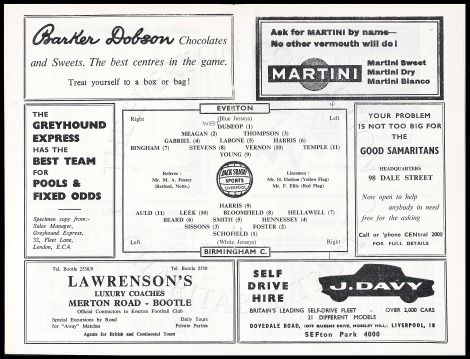 Barker Dobson Chocolates
and Sweets. The best centres in the game.
Treat yourself to a box or bag!
Ask for MARTINI by name—
No other vermouth will do!
MARTINI
Martini Sweet
Martini Dry
Martini Bianco
THE
GREYHOUND
EXPRESS
HAS THE
BEST TEAM
FOR
POOLS &
FIXED ODDS
Specimen copy from:-
Sales Manager,
Greyhound Express,
32, Fleet Lane,
London, E.C.4
EVERTON
Right (Blue Jerseys) Left
DUNLOP (1)
MEAGAN (2) THOMPSON (3)
GABRIEL (4) LABONE (5) HARRIS (6)
BINGHAM (7) STEVENS (8) VERNON (10) TEMPLE (11)
YOUNG (9)
Referee :
Mr. M. A.
(Retford, Notts.)
JACK SHARP
SPORTS
LIVERPOOL
Linesmen :
Mr. H. Hudson (Yellow Flag)
Mr. F. Ellis (Red Flag)
HARRIS (9)
AULD (11) LEEK (10) BLOOMFIELD (8) HELLAWELL (7)
BEARD (6) SMITH (5) HENNESSEY (4)
SISSONS (3) FOSTER (2)
SCHOFIELD (1)
Left (White Jerseys) Right
BIRMINGHAM C.
YOUR PROBLEM
IS NOT TOO BIG FOR
THE
GOOD SAMARITANS
HEADQUARTERS
98 DALE STREET
Now open to help
anybody in need
free for the asking
Call or 'phone CENtral 2000
FOR FULL DETAILS
Tel. Bootle 2530/9 Tel. Bootle 2530
LAWRENSON'S
LUXURY COACHES
MERTON ROAD - BOOTLE
Official Contractors to Everton Football Club
Special Excursions by Road
for "Away" Matches
Daily Tours
Private Parties
Agents for British and Continental Tours
SELF
DRIVE
HIRE
J. DAVY
BRITAIN'S LEADING SELF-DRIVE FLEET - OVER 2,000 CARS
21 DIFFERENT MODELS
DOVEDALE ROAD, (OFF QUEENS DRIVE, MOSSLEY HILL) LIVERPOOL, 18
SEFton Park 4000